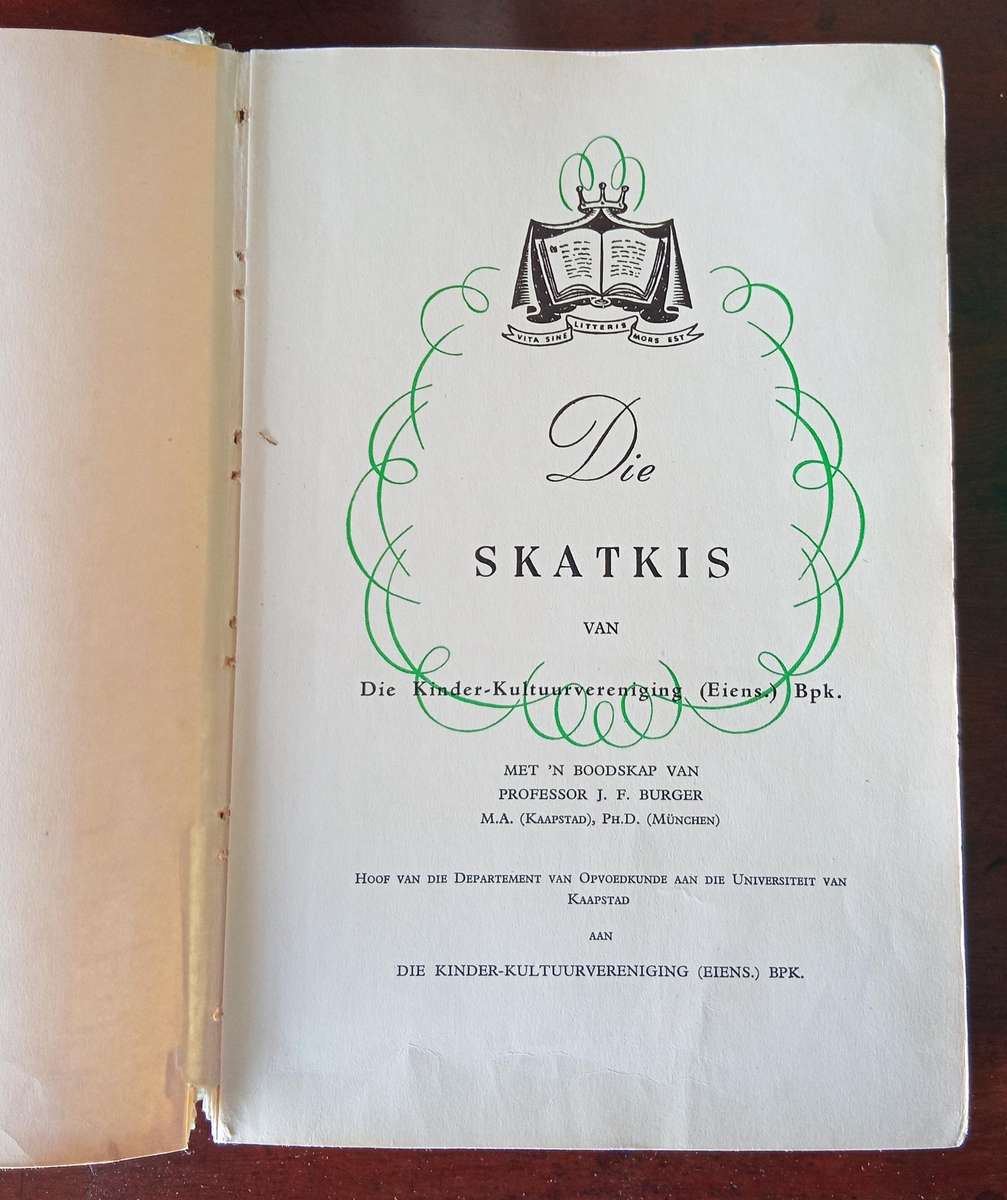 VITA SINE LITTERIS MORS EST
Die
SKATKIS
VAN
Die Kinder-Kultuurvereniging (Eiens.) Bpk.
MET 'N BOODSKAP VAN
PROFESSOR J. F. BURGER
M.A. (KAAPSTAD), PH.D. (MÜNCHEN)
HOOF VAN DIE DEPARTEMENT VAN OPVOEDKUNDE AAN DIE UNIVERSITEIT VAN
KAAPSTAD
AAN
DIE KINDER-KULTUURVERENIGING (EIENS.) BPK.